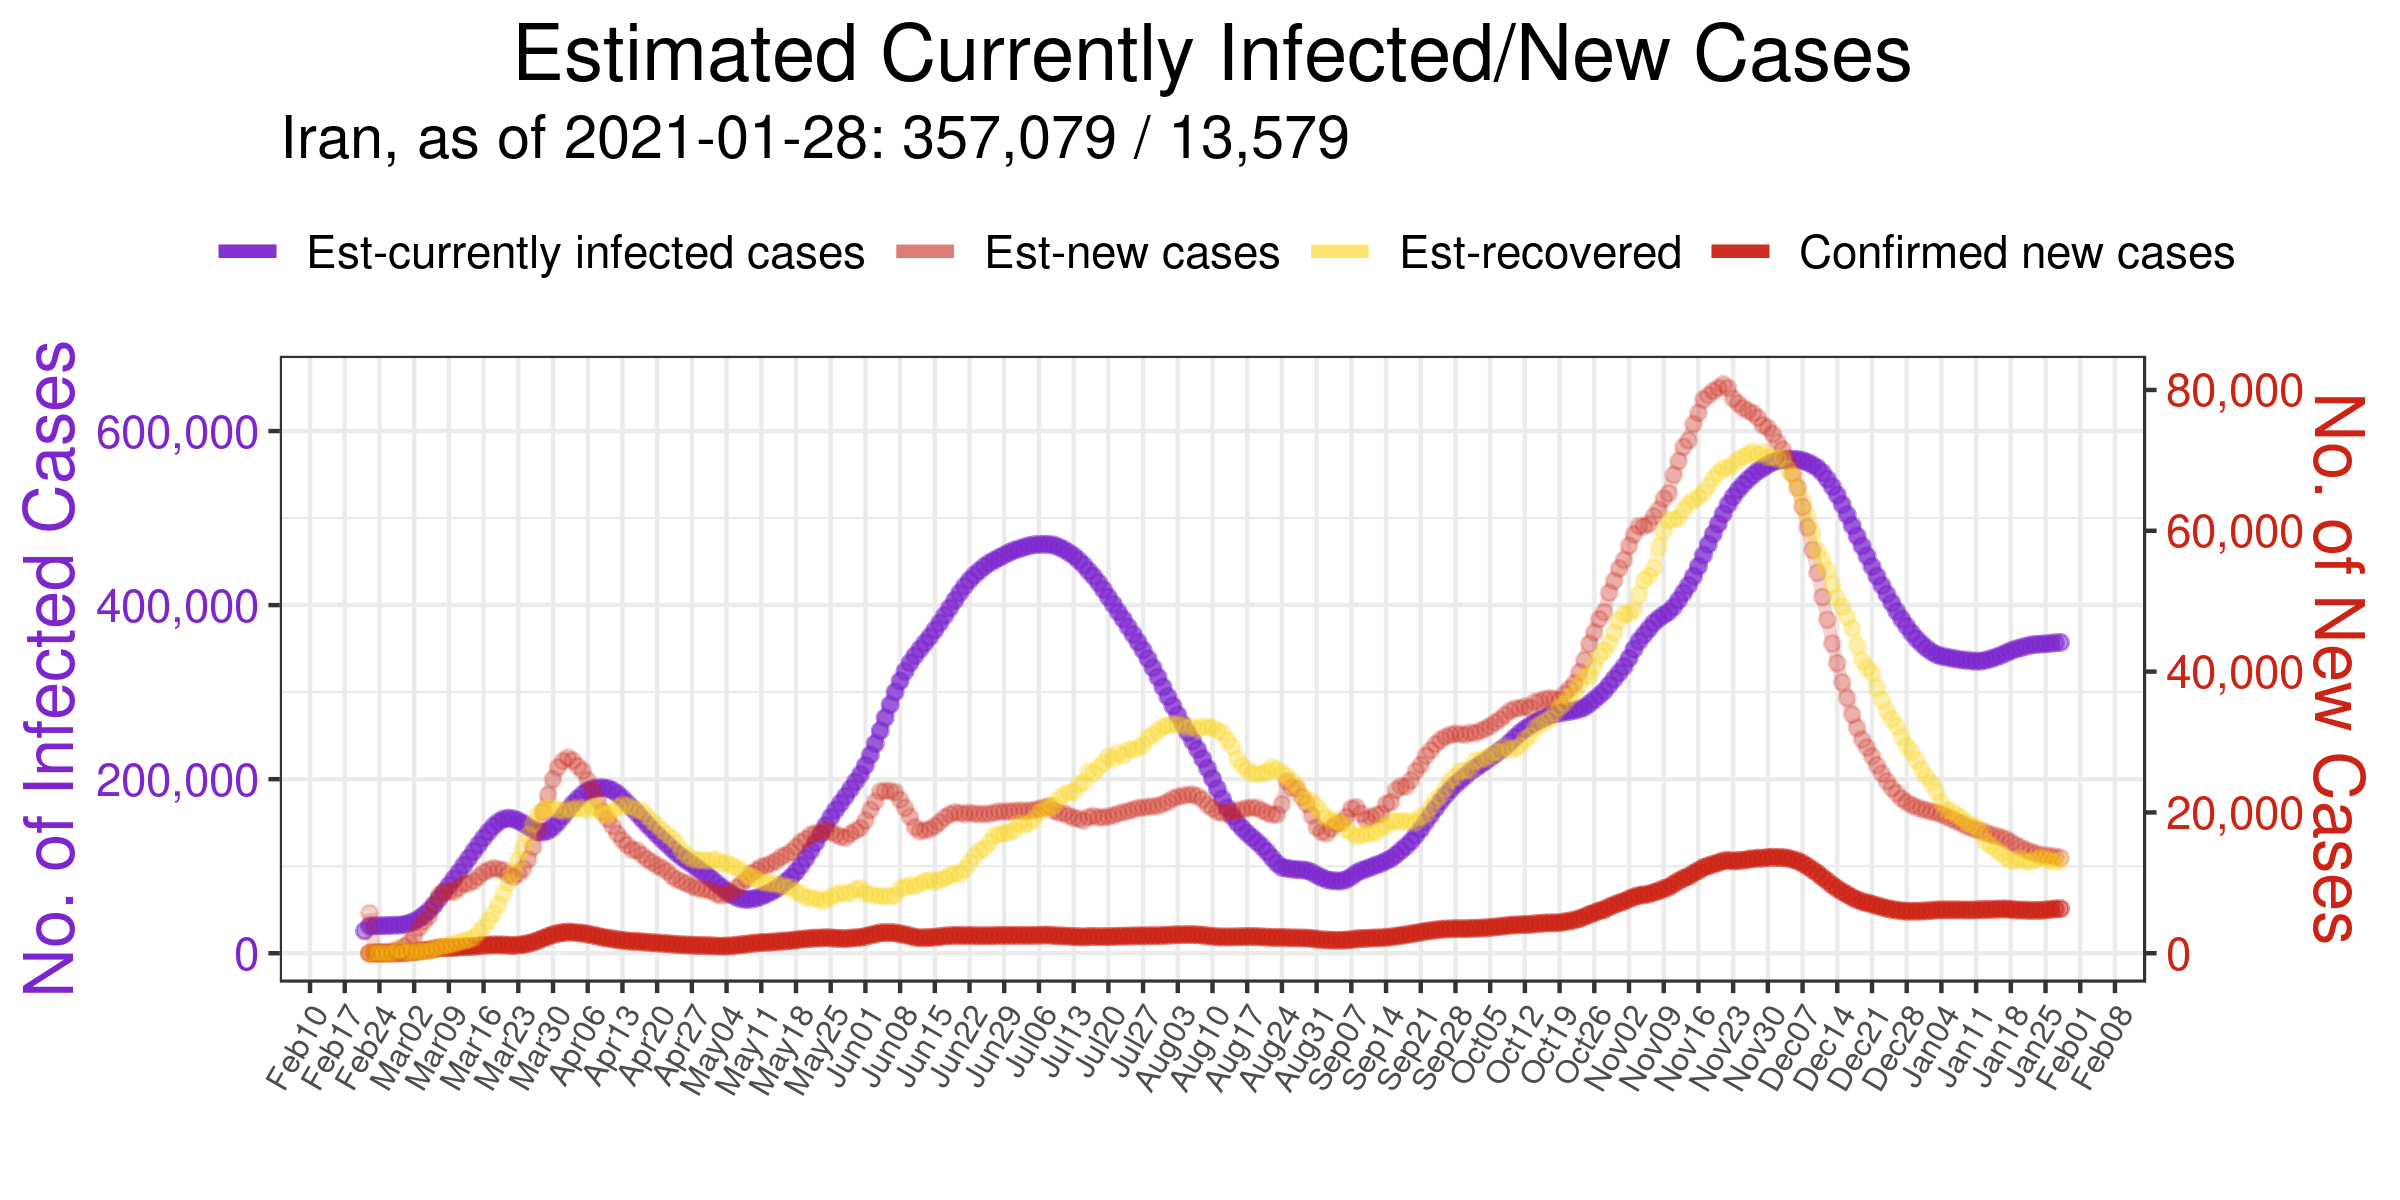 Estimated Currently Infected/New Cases
Iran, as of 2021-01-28: 357,079 / 13,579
Est-currently infected cases Est-new cases Est-recovered Confirmed new cases
No. of Infected Cases
600,000
400,000
200,000
0
80,000
60,000
40,000
20,000
0
No. of New Cases
Feb10 Feb17 Feb24 Mar02 Mar09 Mar16 Mar23 Mar30 Apr06 Apr13 Apr20 Apr27 May04 May11 May18 May25 Jun01 Jun08 Jun15 Jun22 Jun29 Jul06 Jul13 Jul20 Jul27 Aug03 Aug10 Aug17 Aug24 Aug31 Sep07 Sep14 Sep21 Sep28 Oct05 Oct12 Oct19 Oct26 Nov02 Nov09 Nov16 Nov23 Nov30 Dec07 Dec14 Dec21 Dec28 Jan04 Jan11 Jan18 Jan25 Feb01 Feb08